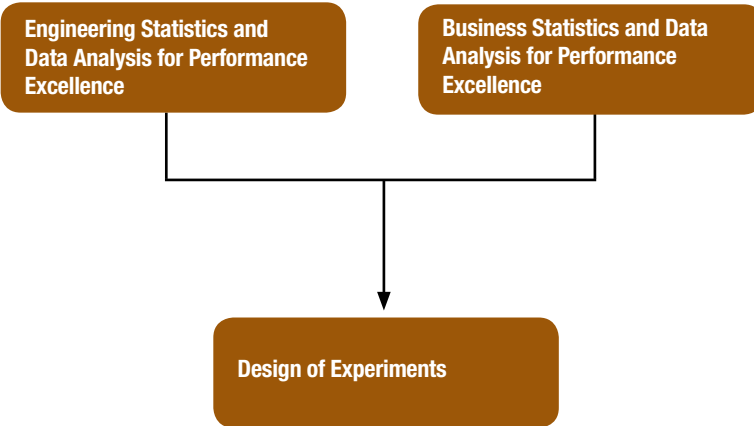 Engineering Statistics and
Data Analysis for Performance
Excellence
Business Statistics and Data
Analysis for Performance
Excellence
Design of Experiments